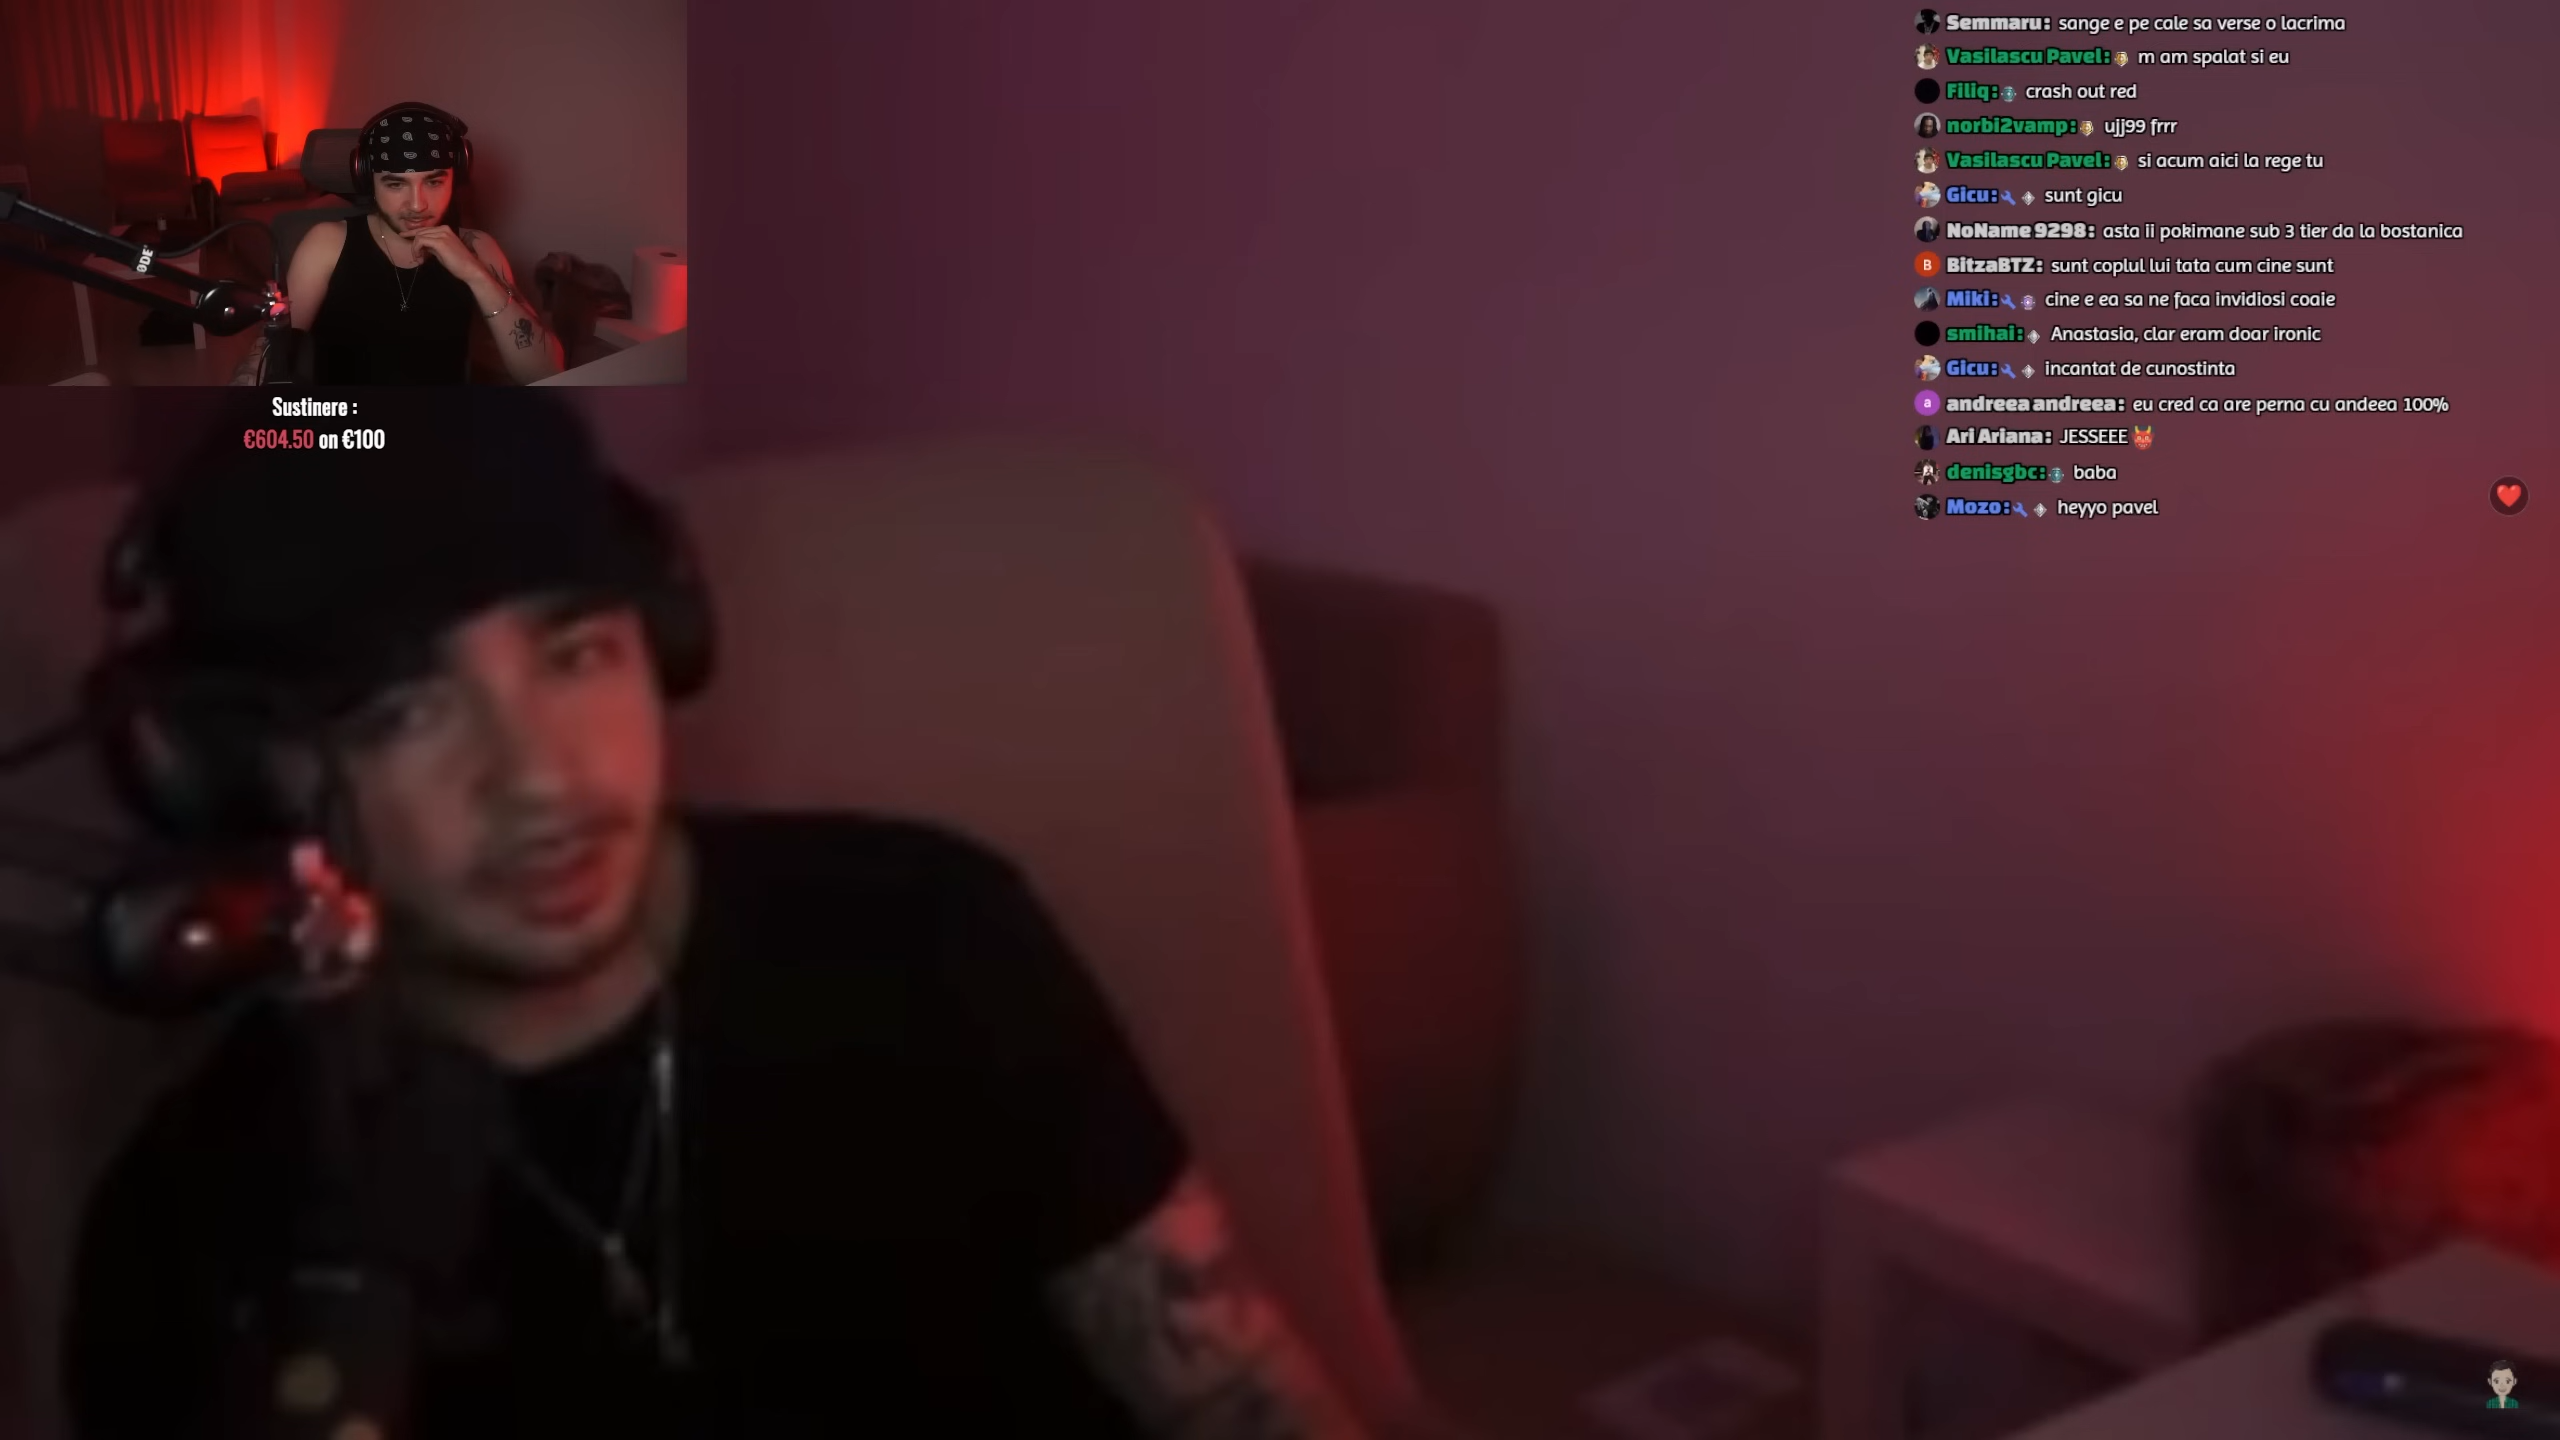 ØDE
Sustinere :
€604.50 on €100
Semmaru: sange e pe cale sa verse o lacrima
Vasilascu Pavel: m am spalat si eu
Filiq: crash out red
norbi2vamp: ujj99 frrr
Vasilascu Pavel: si acum aici la rege tu
Gicu: sunt gicu
NoName 9298: asta ii pokimane sub 3 tier da la bostanica
B BitzaBTZ: sunt coplul lui tata cum cine sunt
Miki: cine e ea sa ne faca invidiosi coaie
smihai: Anastasia, clar eram doar ironic
Gicu: incantat de cunostinta
a andreea andreea: eu cred ca are perna cu andeea 100%
Ari Ariana: JESSEEE👹
denisgbc: baba
Mozo: heyyo pavel